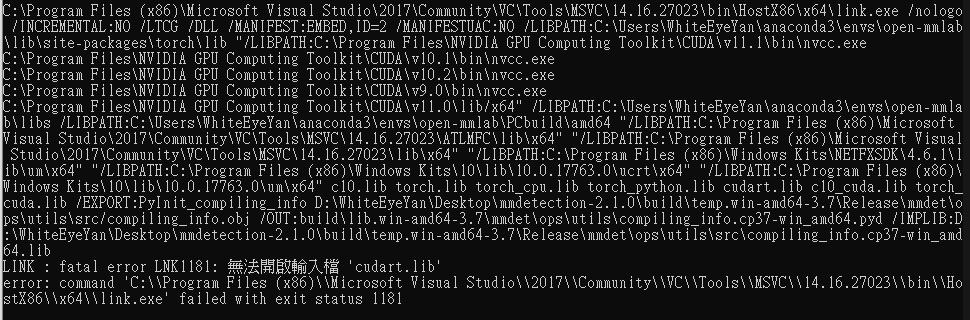 C:\Program Files (x86)\Microsoft Visual Studio\2017\Community\VC\Tools\MSVC\14.16.27023\bin\HostX86\x64\link.exe /nologo
/INCREMENTAL:NO /LTCG /DLL /MANIFEST:EMBED,ID=2 /MANIFESTUAC:NO /LIBPATH:C:\Users\WhiteEyeYan\anaconda3\envs\open-mmlab
\lib\site-packages\torch\lib "/LIBPATH:C:\Program Files\NVIDIA GPU Computing Toolkit\CUDA\v11.1\bin\nvcc.exe
C:\Program Files\NVIDIA GPU Computing Toolkit\CUDA\v10.1\bin\nvcc.exe
C:\Program Files\NVIDIA GPU Computing Toolkit\CUDA\v10.2\bin\nvcc.exe
C:\Program Files\NVIDIA GPU Computing Toolkit\CUDA\v9.0\bin\nvcc.exe
C:\Program Files\NVIDIA GPU Computing Toolkit\CUDA\v11.0\lib/x64" /LIBPATH:C:\Users\WhiteEyeYan\anaconda3\envs\open-mmla
b\libs /LIBPATH:C:\Users\WhiteEyeYan\anaconda3\envs\open-mmlab\PCbuild\amd64 "/LIBPATH:C:\Program Files (x86)\Microsoft
Visual Studio\2017\Community\VC\Tools\MSVC\14.16.27023\ATLMFC\lib\x64" "/LIBPATH:C:\Program Files (x86)\Microsoft Visual
Studio\2017\Community\VC\Tools\MSVC\14.16.27023\lib\x64" "/LIBPATH:C:\Program Files (x86)\Windows Kits\NETFXSDK\4.6.1\l
ib\um\x64" "/LIBPATH:C:\Program Files (x86)\Windows Kits\10\lib\10.0.17763.0\ucrt\x64" "/LIBPATH:C:\Program Files (x86)\
Windows Kits\10\lib\10.0.17763.0\um\x64" c10.lib torch.lib torch_cpu.lib torch_python.lib cudart.lib c10_cuda.lib torch_
cuda.lib /EXPORT:PyInit_compiling_info D:\WhiteEyeYan\Desktop\mmdetection-2.1.0\build\temp.win-amd64-3.7\Release\mmdet\o
ps\utils\src/compiling_info.obj /OUT:build\lib.win-amd64-3.7\mmdet\ops\utils\compiling_info.cp37-win_amd64.pyd /IMPLIB:D
:\WhiteEyeYan\Desktop\mmdetection-2.1.0\build\temp.win-amd64-3.7\Release\mmdet\ops\utils\src\compiling_info.cp37-win_amd
64.lib
LINK : fatal error LNK1181: 無法開啟輸入檔 'cudart.lib'
error: command 'C:\\Program Files (x86)\\Microsoft Visual Studio\\2017\\Community\\VC\\Tools\\MSVC\\14.16.27023\\bin\\Ho
stX86\\x64\\link.exe' failed with exit status 1181